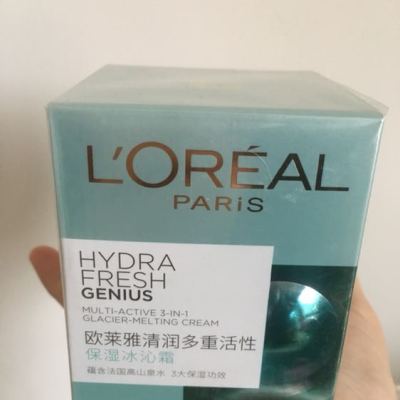 L'ORÉAL
PARiS
HYDRA
FRESH
GENIUS
MULTI-ACTIVE 3-IN-1
GLACIER-MELTING CREAM
欧莱雅清润多重活性
保湿冰沁霜
蕴含法国高山泉水 3大保湿功效